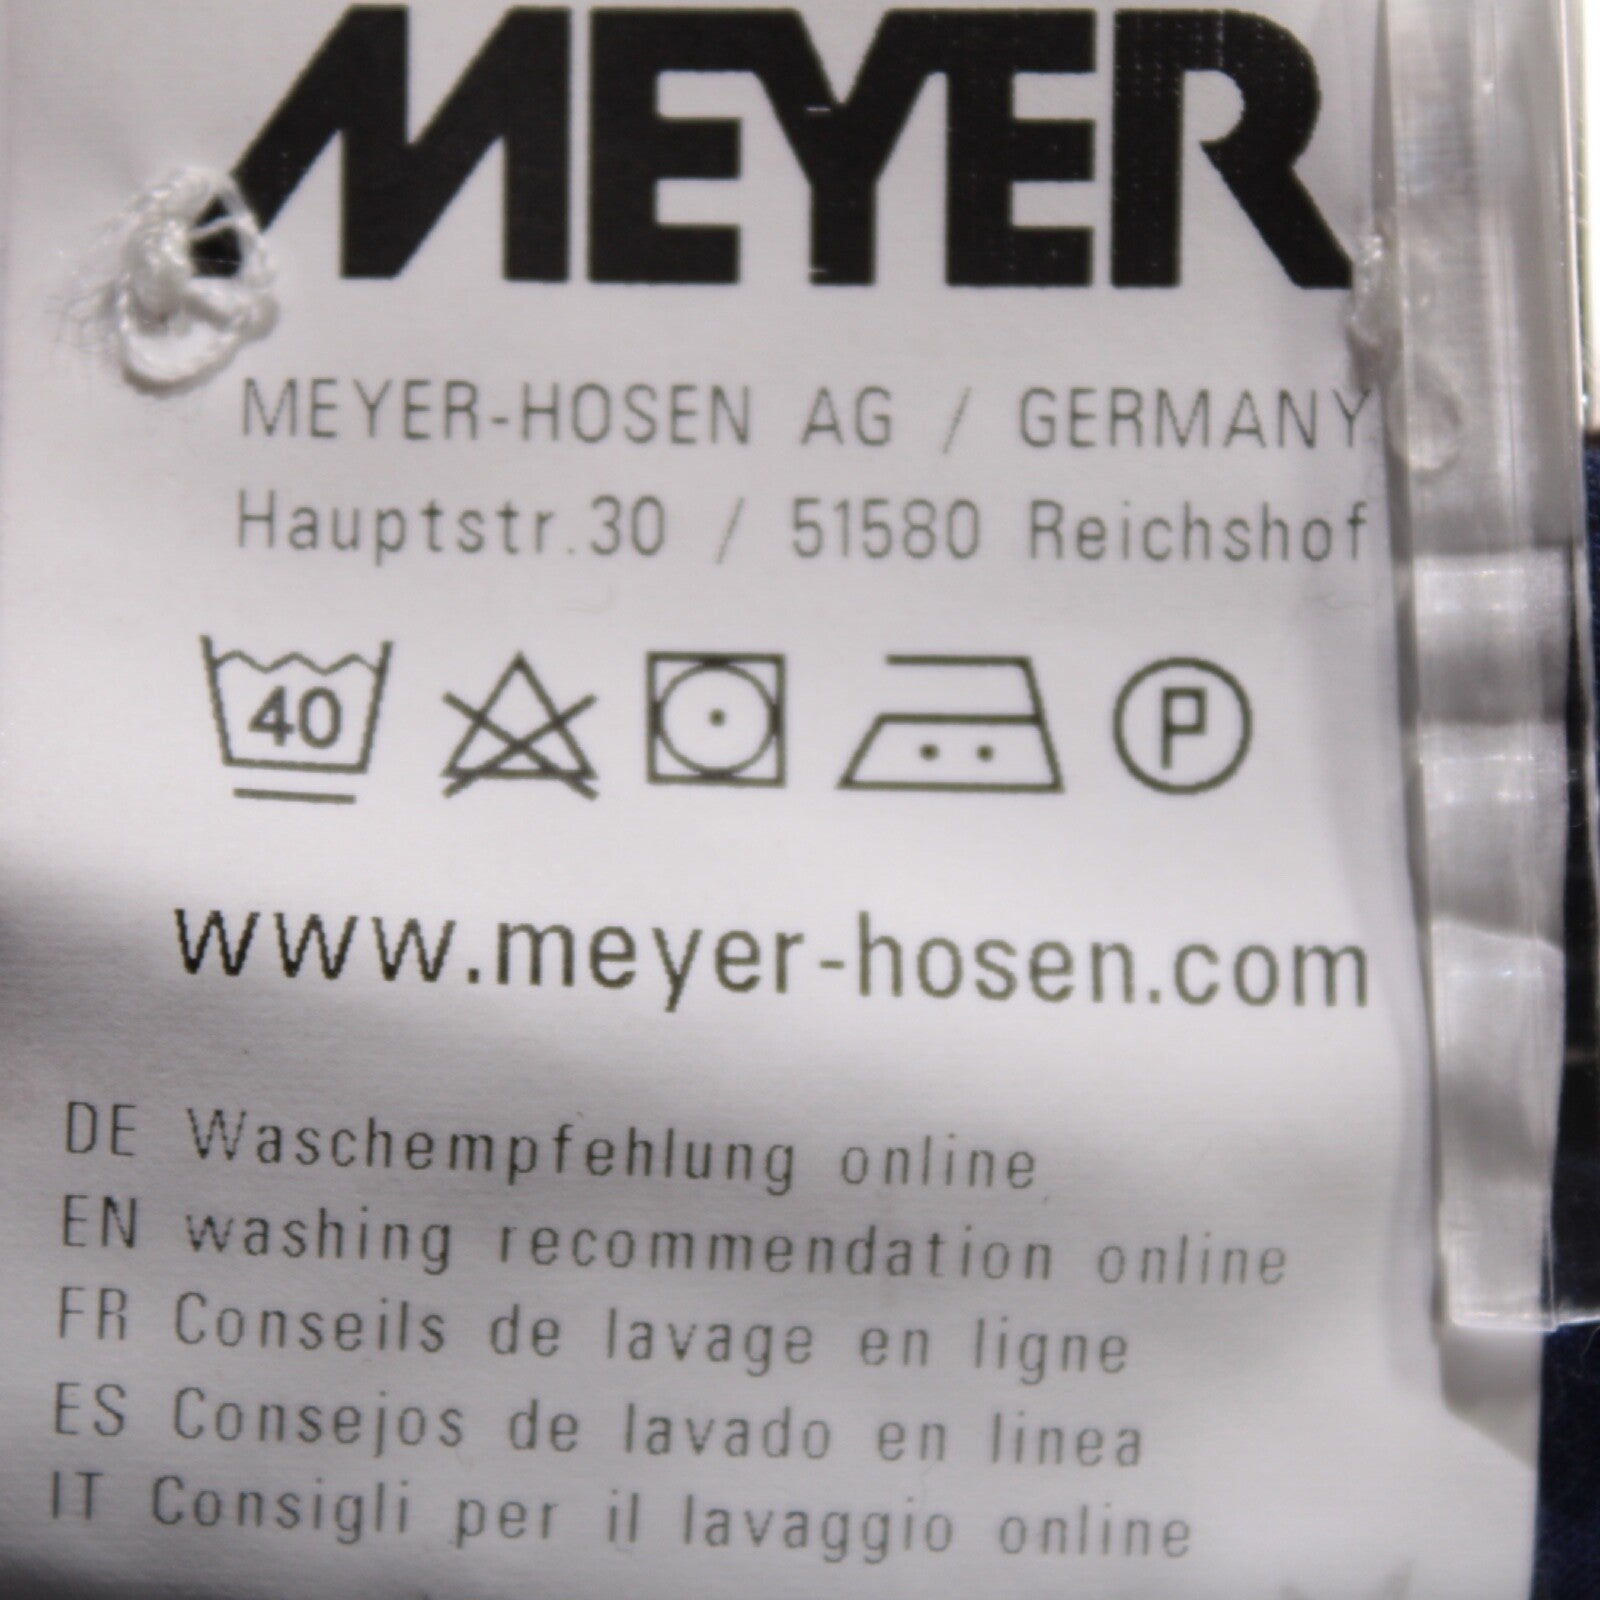 MEYER
MEYER-HOSEN AG / GERMANY
Hauptstr.30 / 51580 Reichshof
40 P
www.meyer-hosen.com
DE Waschempfehlung online
EN washing recommendation online
FR Conseils de lavage en ligne
ES Consejos de lavado en linea
IT Consigli per il lavaggio online